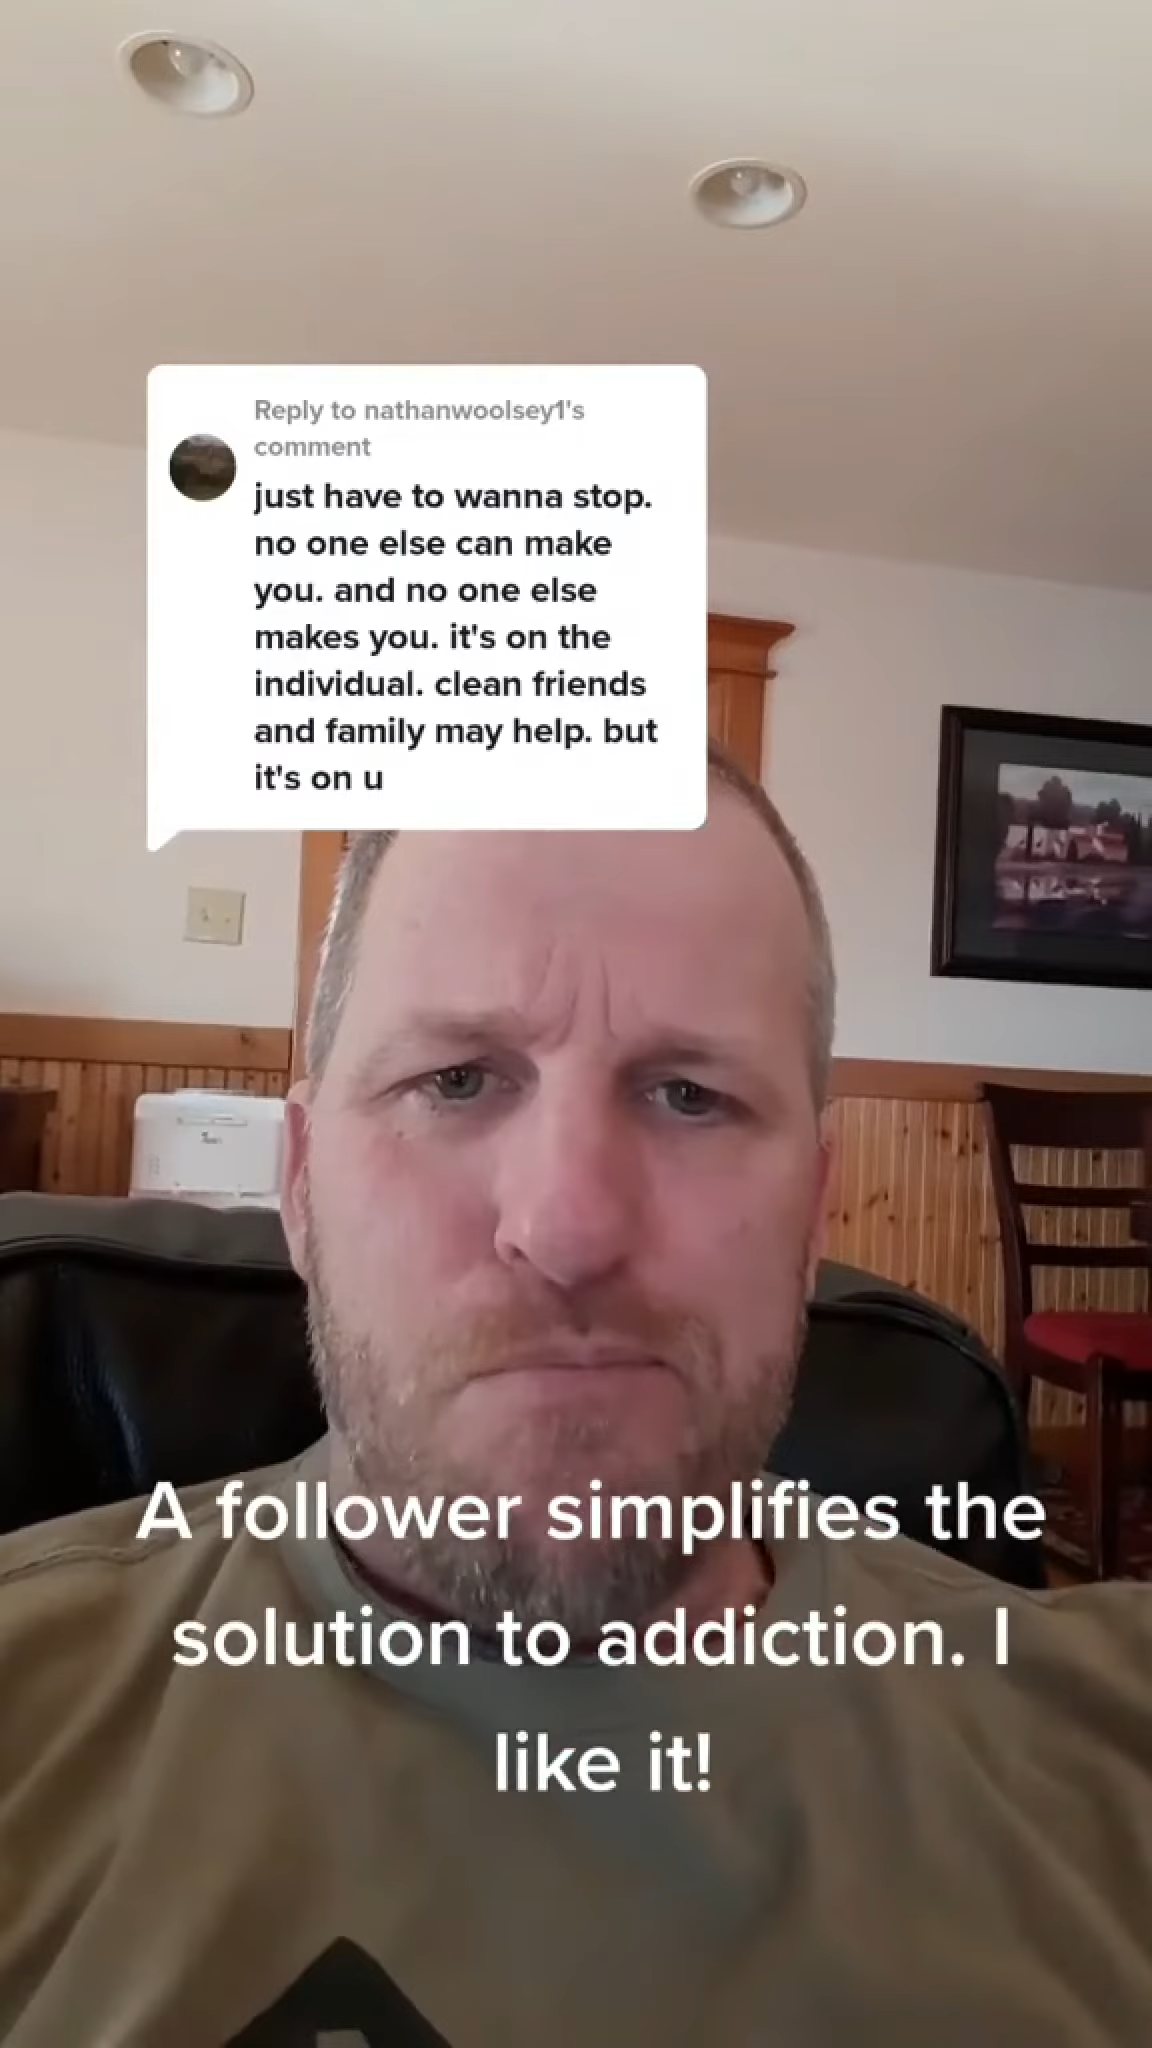 Reply to nathanwoolsey1's
comment
just have to wanna stop.
no one else can make
you. and no one else
makes you. it's on the
individual. clean friends
and family may help. but
it's on u
A follower simplifies the
solution to addiction. I
like it!